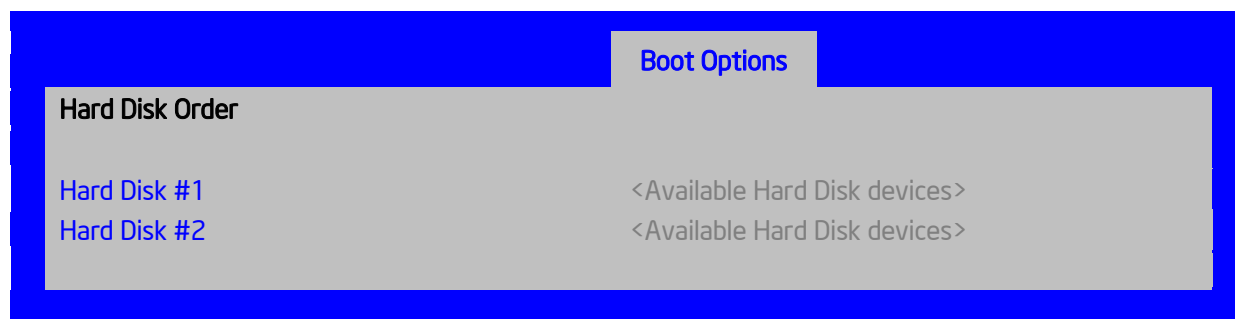 Boot Options
Hard Disk Order
Hard Disk #1 <Available Hard Disk devices>
Hard Disk #2 <Available Hard Disk devices>